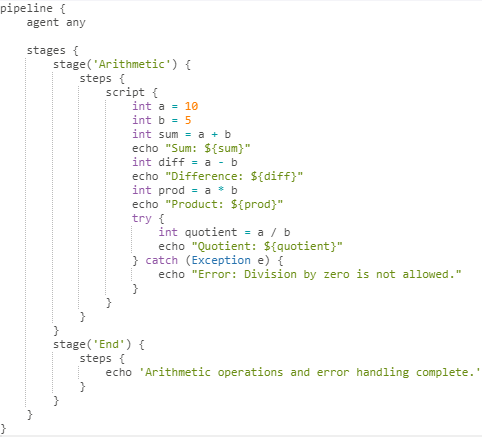 pipeline {
    agent any

    stages {
        stage('Arithmetic') {
            steps {
                script {
                    int a = 10
                    int b = 5
                    int sum = a + b
                    echo "Sum: ${sum}"
                    int diff = a - b
                    echo "Difference: ${diff}"
                    int prod = a * b
                    echo "Product: ${prod}"
                    try {
                        int quotient = a / b
                        echo "Quotient: ${quotient}"
                    } catch (Exception e) {
                        echo "Error: Division by zero is not allowed."
                    }
                }
            }
        }
        stage('End') {
            steps {
                echo 'Arithmetic operations and error handling complete.'
            }
        }
    }
}